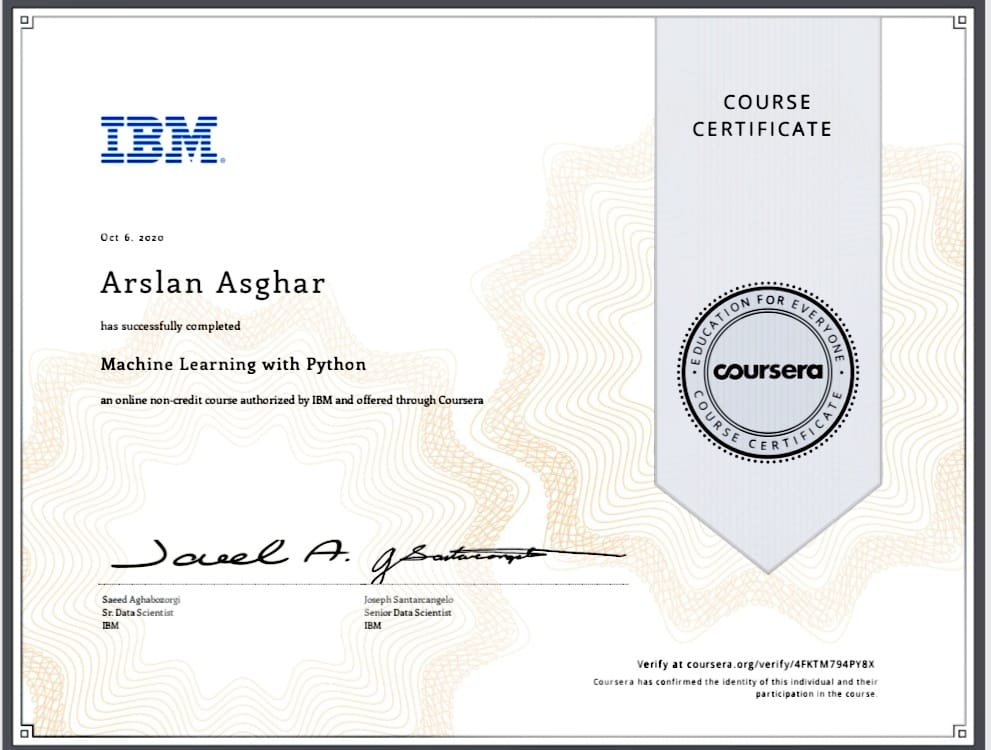 COURSE
CERTIFICATE
IBM
Oct 6, 2020
Arslan Asghar
has successfully completed
Machine Learning with Python
an online non-credit course authorized by IBM and offered through Coursera
EDUCATION FOR EVERYONE
coursera
COURSE CERTIFICATE
Saeed Aghabozorgi
Sr. Data Scientist
IBM
Joseph Santarcangelo
Senior Data Scientist
IBM
Verify at coursera.org/verify/4FKTM794PY8X
Coursera has confirmed the identity of this individual and their
participation in the course.